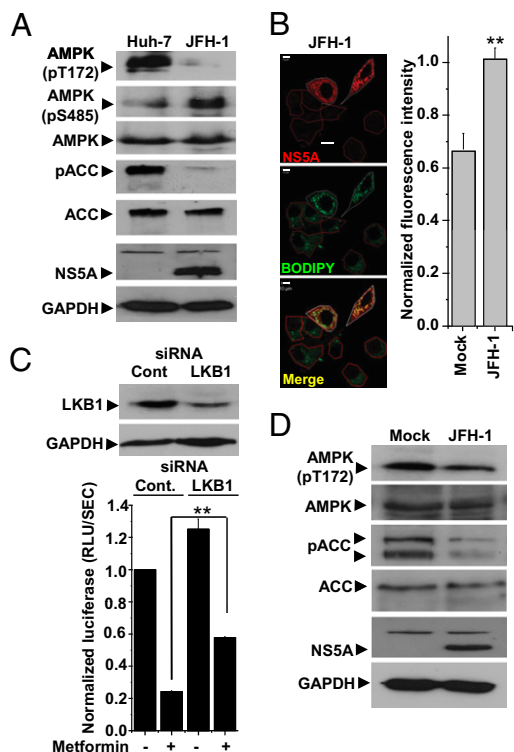 A
Huh-7 JFH-1
AMPK
(pT172)
AMPK
(pS485)
AMPK
pACC
ACC
NS5A
GAPDH
B
JFH-1
NS5A
BODIPY
Merge
Normalized fluorescence intensity
**
1.0
0.8
0.6
0.4
0.2
0.0
Mock
JFH-1
C
siRNA
Cont LKB1
LKB1
GAPDH
siRNA
Cont. LKB1
**
Normalized luciferase (RLU/SEC)
1.4
1.2
1.0
0.8
0.6
0.4
0.2
0.0
Metformin - + - +
D
Mock JFH-1
AMPK
(pT172)
AMPK
pACC
ACC
NS5A
GAPDH